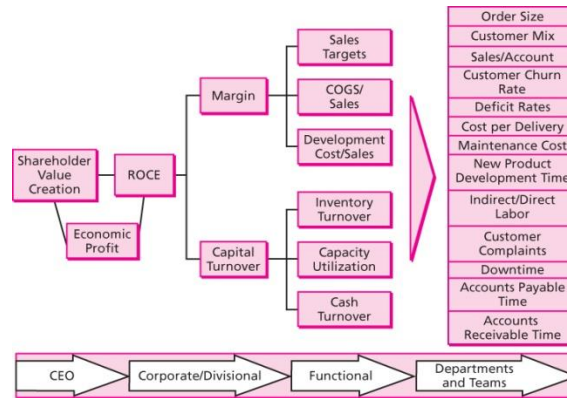 Shareholder
Value
Creation
Economic
Profit
ROCE
Margin
Capital
Turnover
Sales
Targets
COGS/
Sales
Development
Cost/Sales
Inventory
Turnover
Capacity
Utilization
Cash
Turnover
Order Size
Customer Mix
Sales/Account
Customer Churn
Rate
Deficit Rates
Cost per Delivery
Maintenance Cost
New Product
Development Time
Indirect/Direct
Labor
Customer
Complaints
Downtime
Accounts Payable
Time
Accounts
Receivable Time
CEO
Corporate/Divisional
Functional
Departments
and Teams